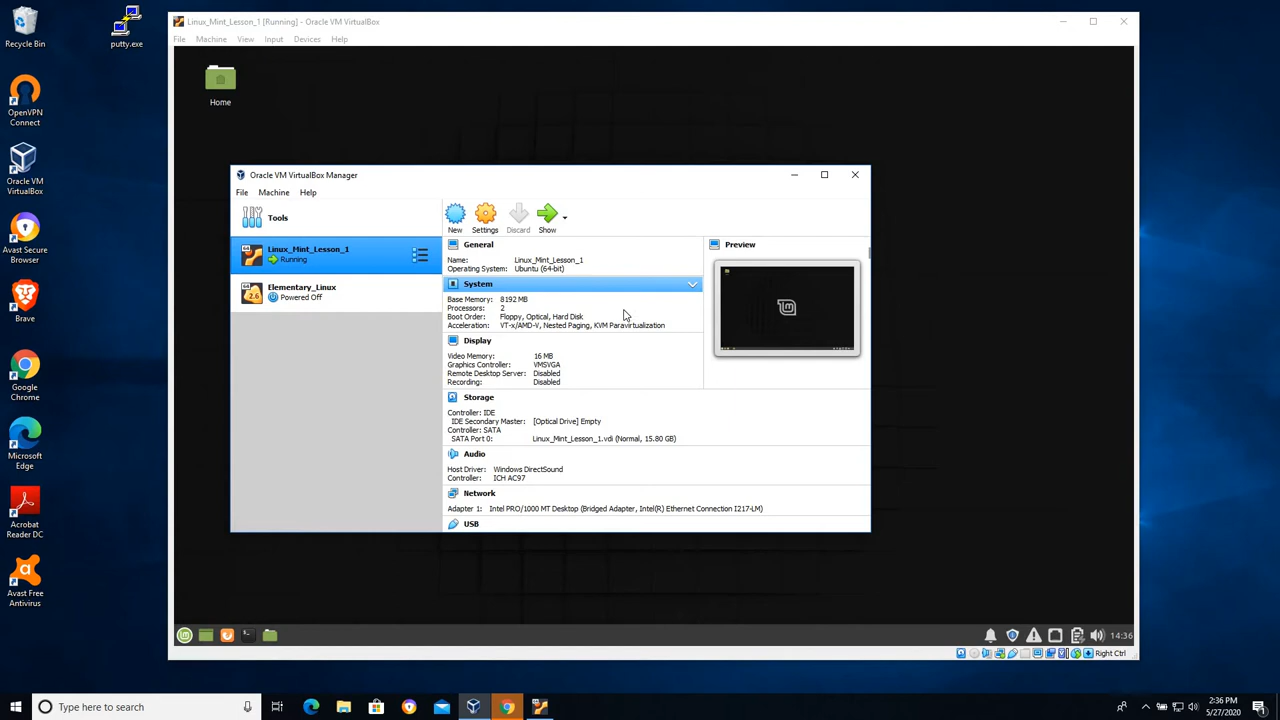 Linux_Mint_Lesson_1 [Running] - Oracle VM VirtualBox
File Machine View Input Devices Help
Recycle Bin
putty.exe
OpenVPN
Connect
Oracle VM
VirtualBox
Avast Secure
Browser
Brave
Google
Chrome
Microsoft
Edge
Acrobat
Reader DC
Avast Free
Antivirus
Home
Oracle VM VirtualBox Manager
File Machine Help
Tools
64
Linux_Mint_Lesson_1
Running
64
2.6
Elementary_Linux
Powered Off
New Settings Discard Show
General
Name: Linux_Mint_Lesson_1
Operating System: Ubuntu (64-bit)
System
Base Memory: 8192 MB
Processors: 2
Boot Order: Floppy, Optical, Hard Disk
Acceleration: VT-x/AMD-V, Nested Paging, KVM Paravirtualization
Display
Video Memory: 16 MB
Graphics Controller: VMSVGA
Remote Desktop Server: Disabled
Recording: Disabled
Storage
Controller: IDE
IDE Secondary Master: [Optical Drive] Empty
Controller: SATA
SATA Port 0: Linux_Mint_Lesson_1.vdi (Normal, 15.80 GB)
Audio
Host Driver: Windows DirectSound
Controller: ICH AC97
Network
Adapter 1: Intel PRO/1000 MT Desktop (Bridged Adapter, Intel(R) Ethernet Connection I217-LM)
USB
Preview
14:36
Right Ctrl
Type here to search
2:36 PM
5/27/2020
1